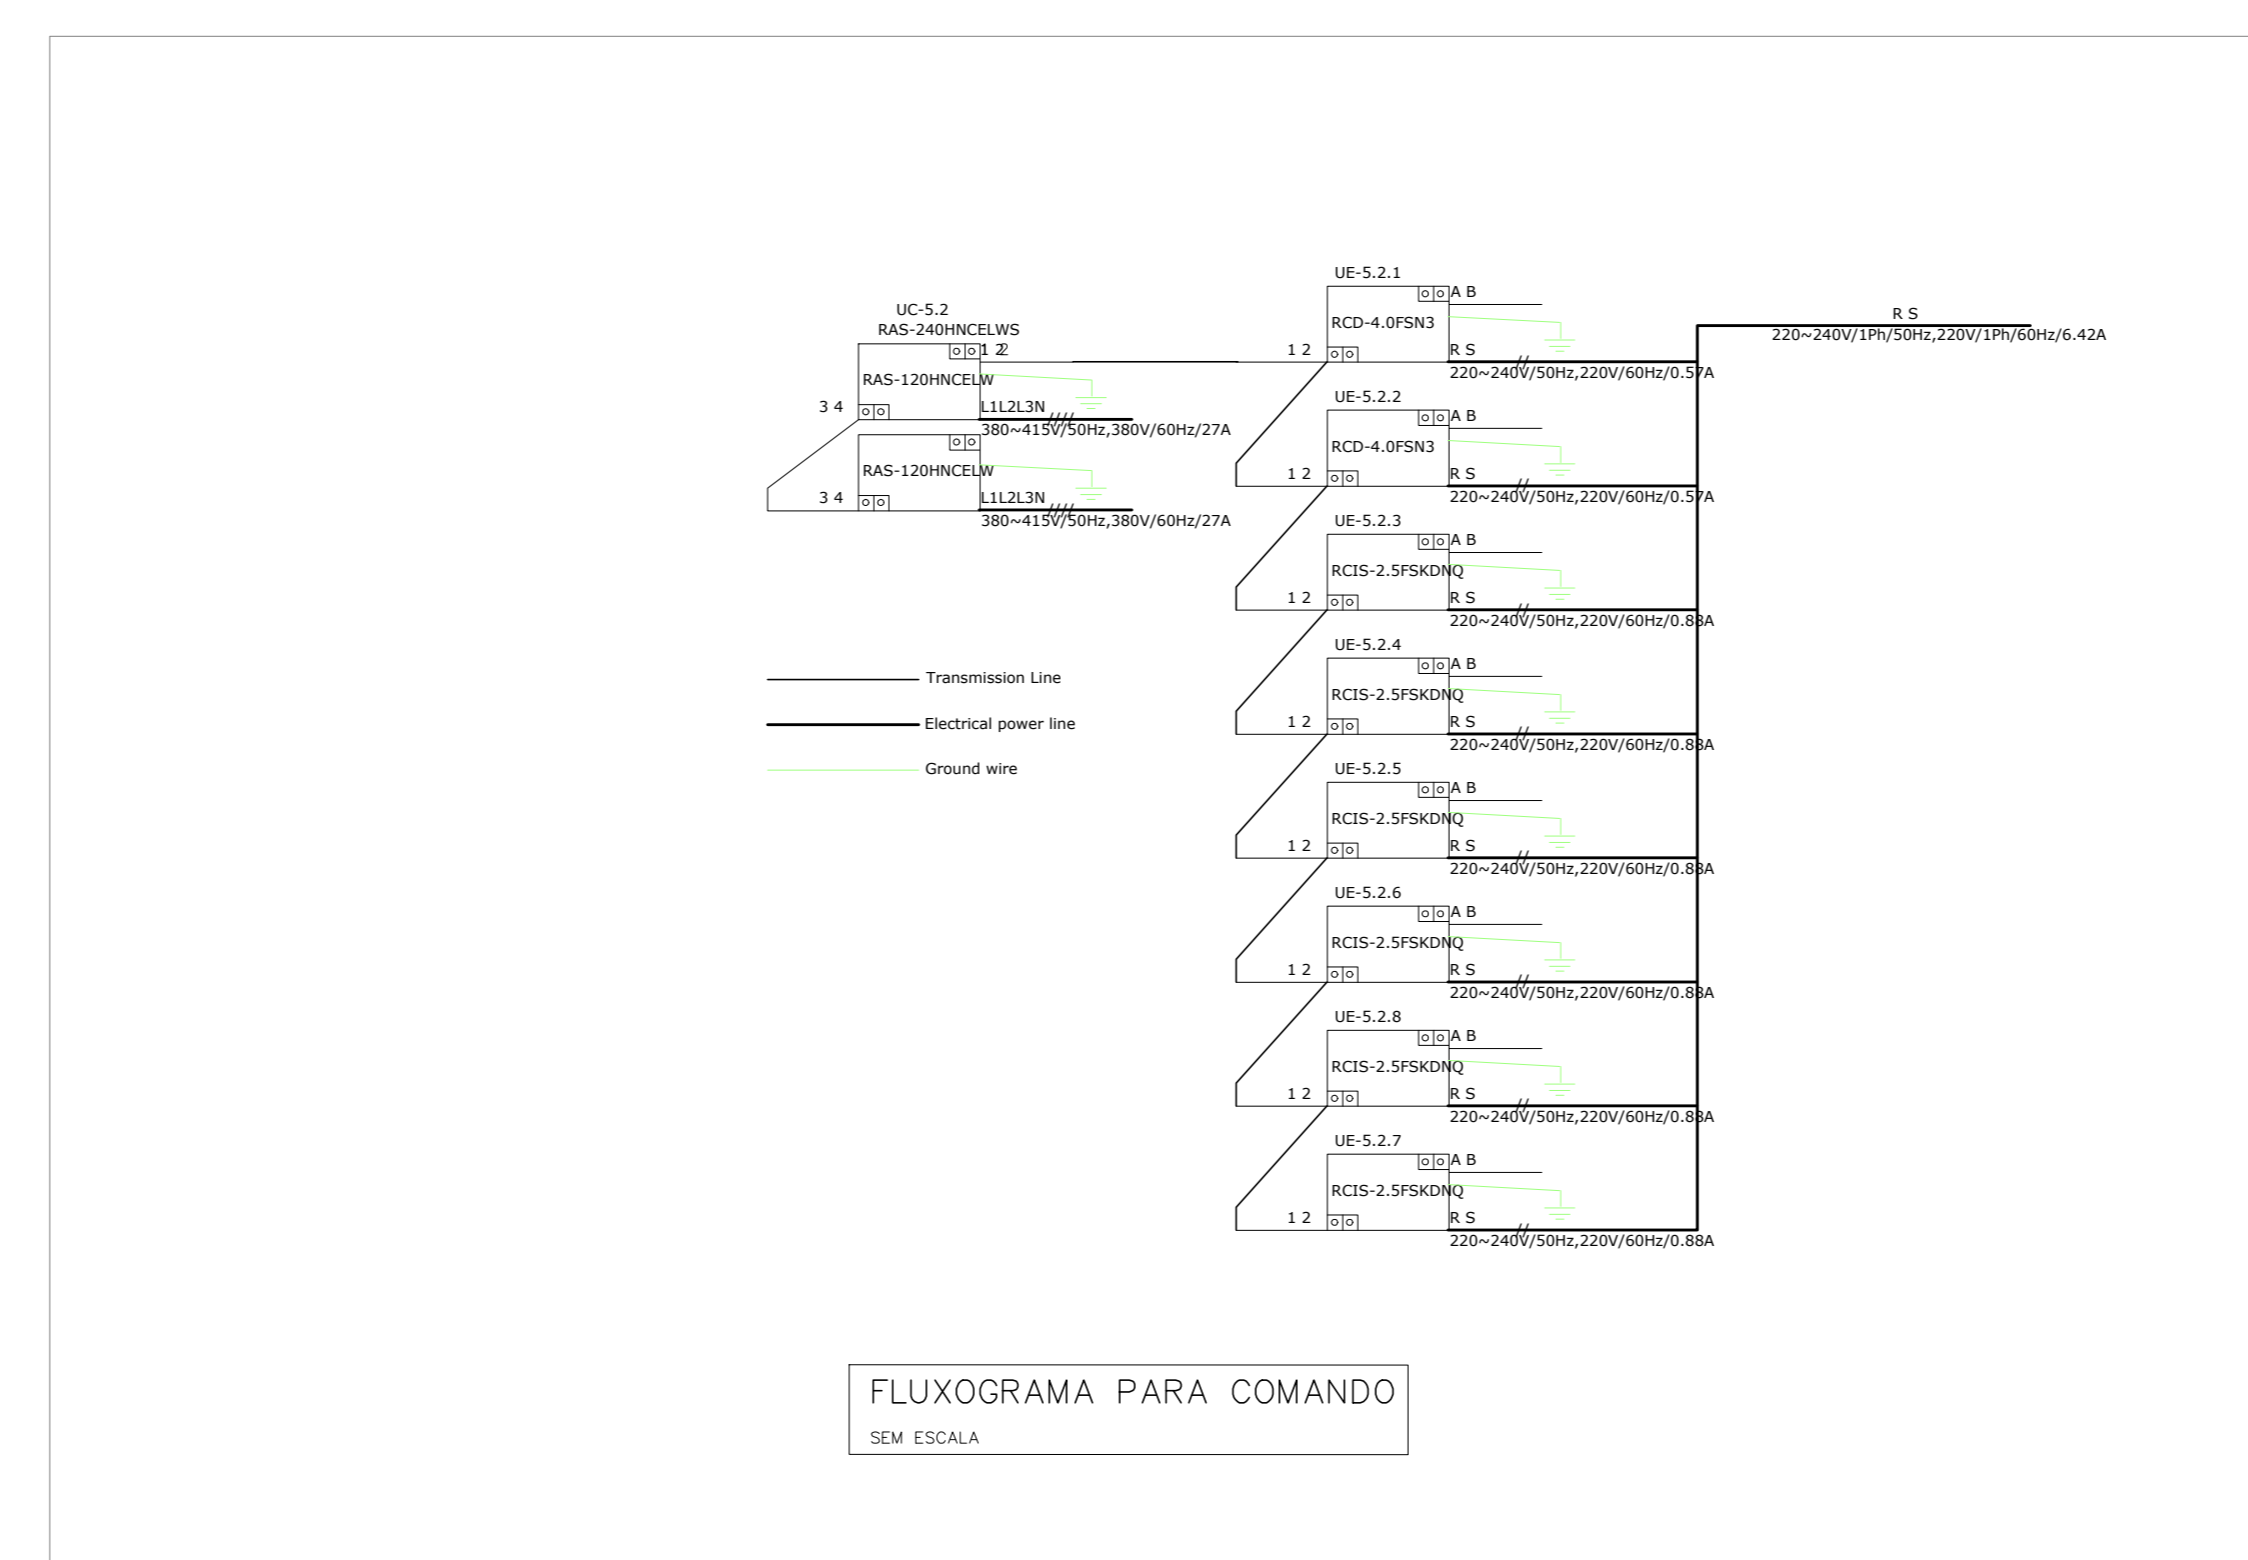 UC-5.2
RAS-240HNCELWS
1 2
2
RAS-120HNCELW
3 4
L1L2L3N
380~415V/50Hz,380V/60Hz/27A
RAS-120HNCELW
3 4
L1L2L3N
380~415V/50Hz,380V/60Hz/27A
Transmission Line
Electrical power line
Ground wire
UE-5.2.1
A B
RCD-4.0FSN3
1 2
R S
220~240V/50Hz,220V/60Hz/0.57A
UE-5.2.2
A B
RCD-4.0FSN3
1 2
R S
220~240V/50Hz,220V/60Hz/0.57A
UE-5.2.3
A B
RCIS-2.5FSKDNQ
1 2
R S
220~240V/50Hz,220V/60Hz/0.88A
UE-5.2.4
A B
RCIS-2.5FSKDNQ
1 2
R S
220~240V/50Hz,220V/60Hz/0.88A
UE-5.2.5
A B
RCIS-2.5FSKDNQ
1 2
R S
220~240V/50Hz,220V/60Hz/0.88A
UE-5.2.6
A B
RCIS-2.5FSKDNQ
1 2
R S
220~240V/50Hz,220V/60Hz/0.88A
UE-5.2.8
A B
RCIS-2.5FSKDNQ
1 2
R S
220~240V/50Hz,220V/60Hz/0.88A
UE-5.2.7
A B
RCIS-2.5FSKDNQ
1 2
R S
220~240V/50Hz,220V/60Hz/0.88A
R S
220~240V/1Ph/50Hz,220V/1Ph/60Hz/6.42A
FLUXOGRAMA PARA COMANDO
SEM ESCALA